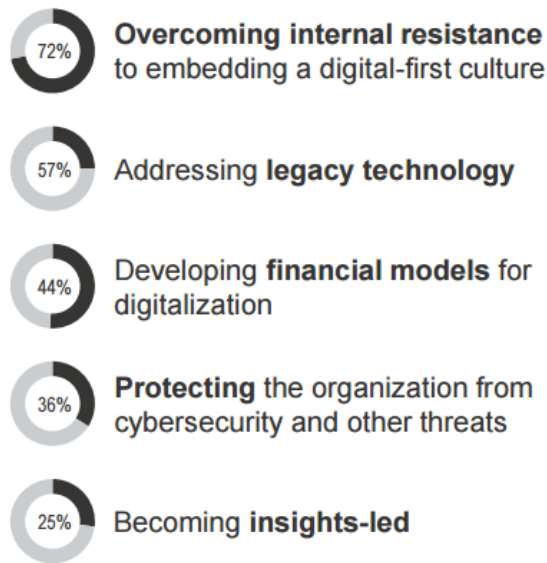 72%
Overcoming internal resistance
to embedding a digital-first culture
57%
Addressing legacy technology
44%
Developing financial models for
digitalization
36%
Protecting the organization from
cybersecurity and other threats
25%
Becoming insights-led